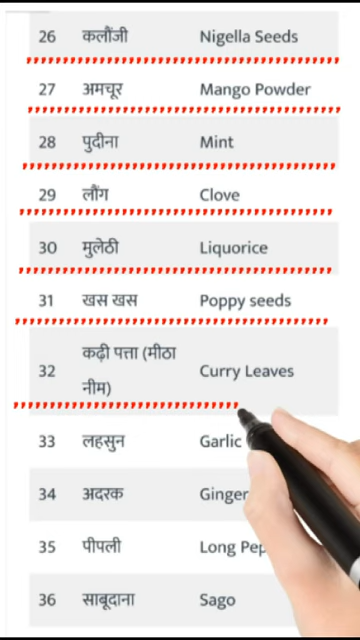 26 कलौंजी Nigella Seeds
27 अमचूर Mango Powder
28 पुदीना Mint
29 लौंग Clove
30 मुलेठी Liquorice
31 खस खस Poppy seeds
कढ़ी पत्ता (मीठा
32 Curry Leaves
नीम)
33 लहसुन Garlic
34 अदरक Ginger
35 पीपली Long
36 साबूदाना Sago